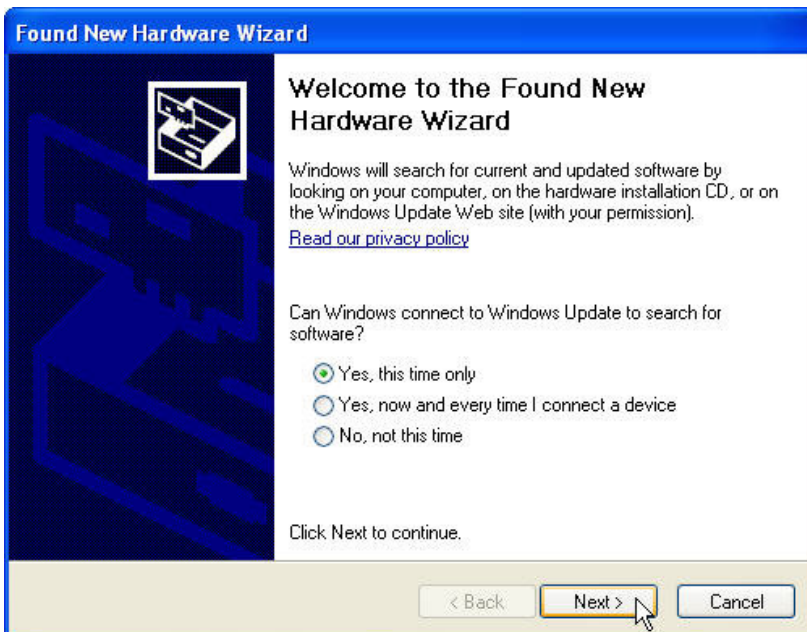 Found New Hardware Wizard
Welcome to the Found New
Hardware Wizard
Windows will search for current and updated software by
looking on your computer, on the hardware installation CD, or on
the Windows Update Web site (with your permission).
Read our privacy policy
Can Windows connect to Windows Update to search for
software?
Yes, this time only
Yes, now and every time I connect a device
No, not this time
Click Next to continue.
< Back Next > Cancel